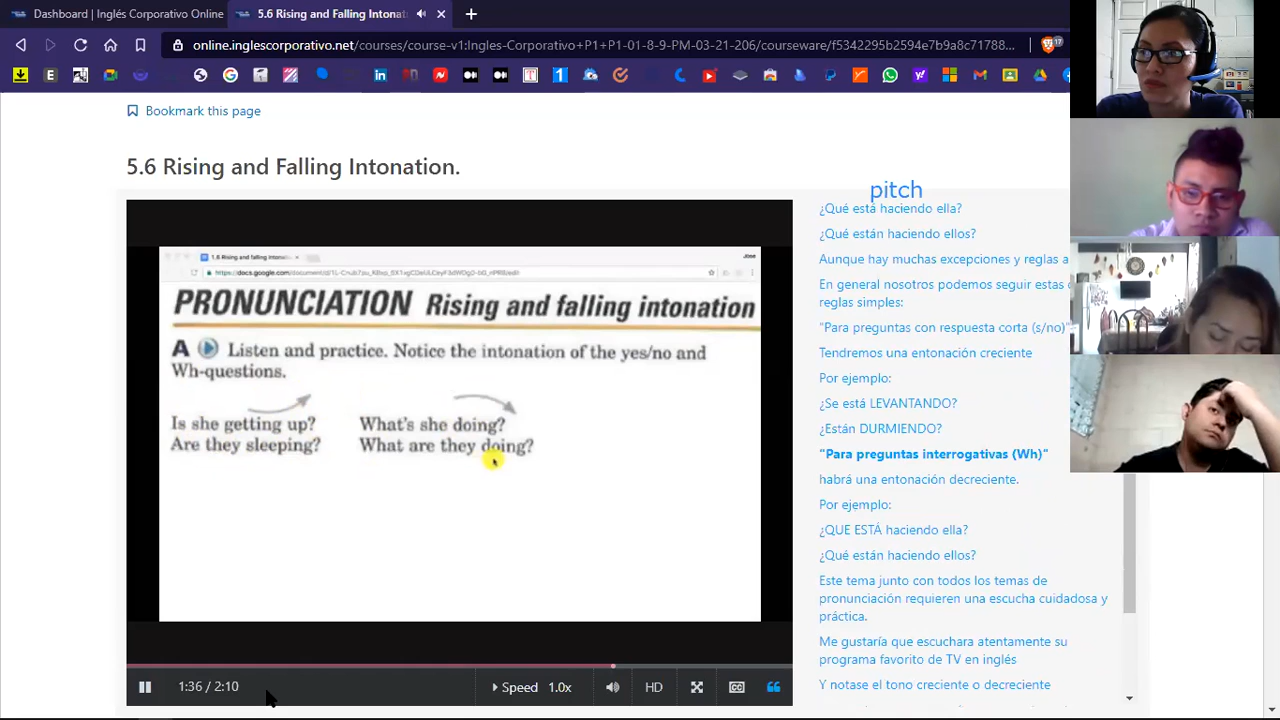 Dashboard | Inglés Corporativo Online
5.6 Rising and Falling Intonat
online.inglescorporativo.net/courses/course-v1:Ingles-Corporativo+P1+P1-01-8-9-PM-03-21-206/courseware/f5342295b2594e7b9a8c71788...
17
Bookmark this page
5.6 Rising and Falling Intonation.
pitch
PRONUNCIATION Rising and falling intonation
A Listen and practice. Notice the intonation of the yes/no and
Wh-questions.
Is she getting up?
Are they sleeping?
What's she doing?
What are they doing?
1:36 / 2:10
Speed 1.0x
HD
¿Qué está haciendo ella?
¿Qué están haciendo ellos?
Aunque hay muchas excepciones y reglas a
En general nosotros podemos seguir estas
reglas simples:
"Para preguntas con respuesta corta (s/no)"
Tendremos una entonación creciente
Por ejemplo:
¿Se está LEVANTANDO?
¿Están DURMIENDO?
"Para preguntas interrogativas (Wh)"
habrá una entonación decreciente.
Por ejemplo:
¿QUE ESTÁ haciendo ella?
¿Qué están haciendo ellos?
Este tema junto con todos los temas de
pronunciación requieren una escucha cuidadosa y
práctica.
Me gustaría que escuchara atentamente su
programa favorito de TV en inglés
Y notase el tono creciente o decreciente